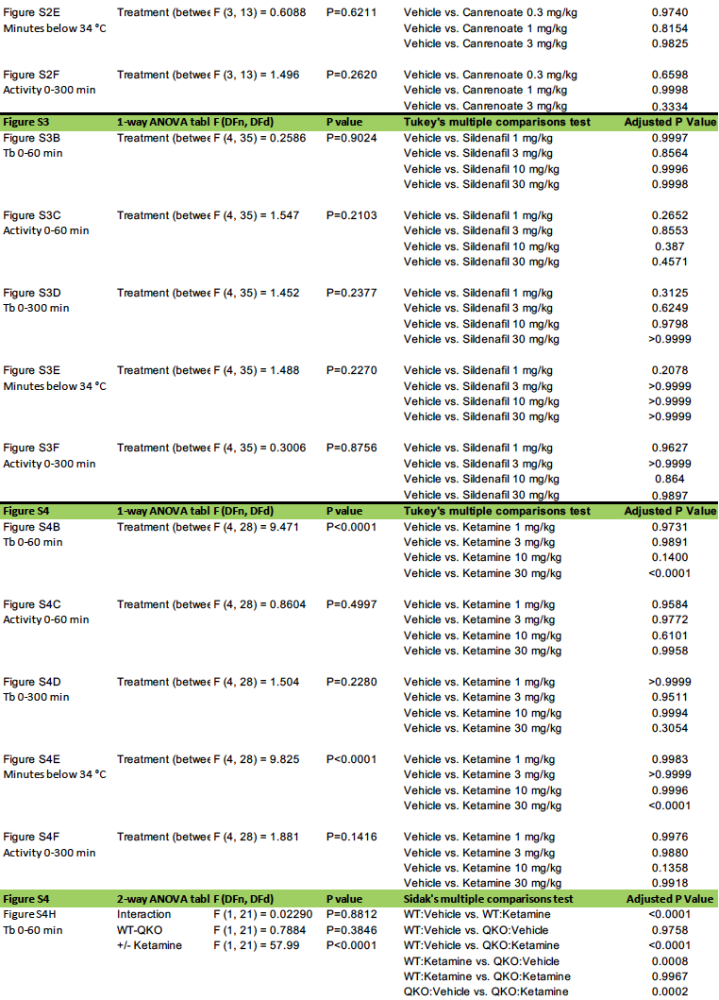 Figure S2E Treatment (betwee F (3, 13) = 0.6088 P=0.6211 Vehicle vs. Canrenoate 0.3 mg/kg 0.9740
Minutes below 34 °C Vehicle vs. Canrenoate 1 mg/kg 0.8154
Vehicle vs. Canrenoate 3 mg/kg 0.9825
Figure S2F Treatment (betwee F (3, 13) = 1.496 P=0.2620 Vehicle vs. Canrenoate 0.3 mg/kg 0.6598
Activity 0-300 min Vehicle vs. Canrenoate 1 mg/kg 0.9998
Vehicle vs. Canrenoate 3 mg/kg 0.3334
Figure S3 1-way ANOVA tabl F (DFn, DFd) P value Tukey's multiple comparisons test Adjusted P Value
Figure S3B Treatment (betwee F (4, 35) = 0.2586 P=0.9024 Vehicle vs. Sildenafil 1 mg/kg 0.9997
Tb 0-60 min Vehicle vs. Sildenafil 3 mg/kg 0.8564
Vehicle vs. Sildenafil 10 mg/kg 0.9996
Vehicle vs. Sildenafil 30 mg/kg 0.9998
Figure S3C Treatment (betwee F (4, 35) = 1.547 P=0.2103 Vehicle vs. Sildenafil 1 mg/kg 0.2652
Activity 0-60 min Vehicle vs. Sildenafil 3 mg/kg 0.8553
Vehicle vs. Sildenafil 10 mg/kg 0.387
Vehicle vs. Sildenafil 30 mg/kg 0.4571
Figure S3D Treatment (betwee F (4, 35) = 1.452 P=0.2377 Vehicle vs. Sildenafil 1 mg/kg 0.3125
Tb 0-300 min Vehicle vs. Sildenafil 3 mg/kg 0.6249
Vehicle vs. Sildenafil 10 mg/kg 0.9798
Vehicle vs. Sildenafil 30 mg/kg >0.9999
Figure S3E Treatment (betwee F (4, 35) = 1.488 P=0.2270 Vehicle vs. Sildenafil 1 mg/kg 0.2078
Minutes below 34 °C Vehicle vs. Sildenafil 3 mg/kg >0.9999
Vehicle vs. Sildenafil 10 mg/kg >0.9999
Vehicle vs. Sildenafil 30 mg/kg >0.9999
Figure S3F Treatment (betwee F (4, 35) = 0.3006 P=0.8756 Vehicle vs. Sildenafil 1 mg/kg 0.9627
Activity 0-300 min Vehicle vs. Sildenafil 3 mg/kg >0.9999
Vehicle vs. Sildenafil 10 mg/kg 0.864
Vehicle vs. Sildenafil 30 mg/kg 0.9897
Figure S4 1-way ANOVA tabl F (DFn, DFd) P value Tukey's multiple comparisons test Adjusted P Value
Figure S4B Treatment (betwee F (4, 28) = 9.471 P<0.0001 Vehicle vs. Ketamine 1 mg/kg 0.9731
Tb 0-60 min Vehicle vs. Ketamine 3 mg/kg 0.9891
Vehicle vs. Ketamine 10 mg/kg 0.1400
Vehicle vs. Ketamine 30 mg/kg <0.0001
Figure S4C Treatment (betwee F (4, 28) = 0.8604 P=0.4997 Vehicle vs. Ketamine 1 mg/kg 0.9584
Activity 0-60 min Vehicle vs. Ketamine 3 mg/kg 0.9772
Vehicle vs. Ketamine 10 mg/kg 0.6101
Vehicle vs. Ketamine 30 mg/kg 0.9958
Figure S4D Treatment (betwee F (4, 28) = 1.504 P=0.2280 Vehicle vs. Ketamine 1 mg/kg >0.9999
Tb 0-300 min Vehicle vs. Ketamine 3 mg/kg 0.9511
Vehicle vs. Ketamine 10 mg/kg 0.9994
Vehicle vs. Ketamine 30 mg/kg 0.3054
Figure S4E Treatment (betwee F (4, 28) = 9.825 P<0.0001 Vehicle vs. Ketamine 1 mg/kg 0.9983
Minutes below 34 °C Vehicle vs. Ketamine 3 mg/kg >0.9999
Vehicle vs. Ketamine 10 mg/kg 0.9996
Vehicle vs. Ketamine 30 mg/kg <0.0001
Figure S4F Treatment (betwee F (4, 28) = 1.881 P=0.1416 Vehicle vs. Ketamine 1 mg/kg 0.9976
Activity 0-300 min Vehicle vs. Ketamine 3 mg/kg 0.9880
Vehicle vs. Ketamine 10 mg/kg 0.1358
Vehicle vs. Ketamine 30 mg/kg 0.9918
Figure S4 2-way ANOVA tabl F (DFn, DFd) P value Sidak's multiple comparisons test Adjusted P Value
Figure S4H Interaction F (1, 21) = 0.02290 P=0.8812 WT:Vehicle vs. WT:Ketamine <0.0001
Tb 0-60 min WT-QKO F (1, 21) = 0.7884 P=0.3846 WT:Vehicle vs. QKO:Vehicle 0.9758
+/- Ketamine F (1, 21) = 57.99 P<0.0001 WT:Vehicle vs. QKO:Ketamine <0.0001
WT:Ketamine vs. QKO:Vehicle 0.0008
WT:Ketamine vs. QKO:Ketamine 0.9967
QKO:Vehicle vs. QKO:Ketamine 0.0002